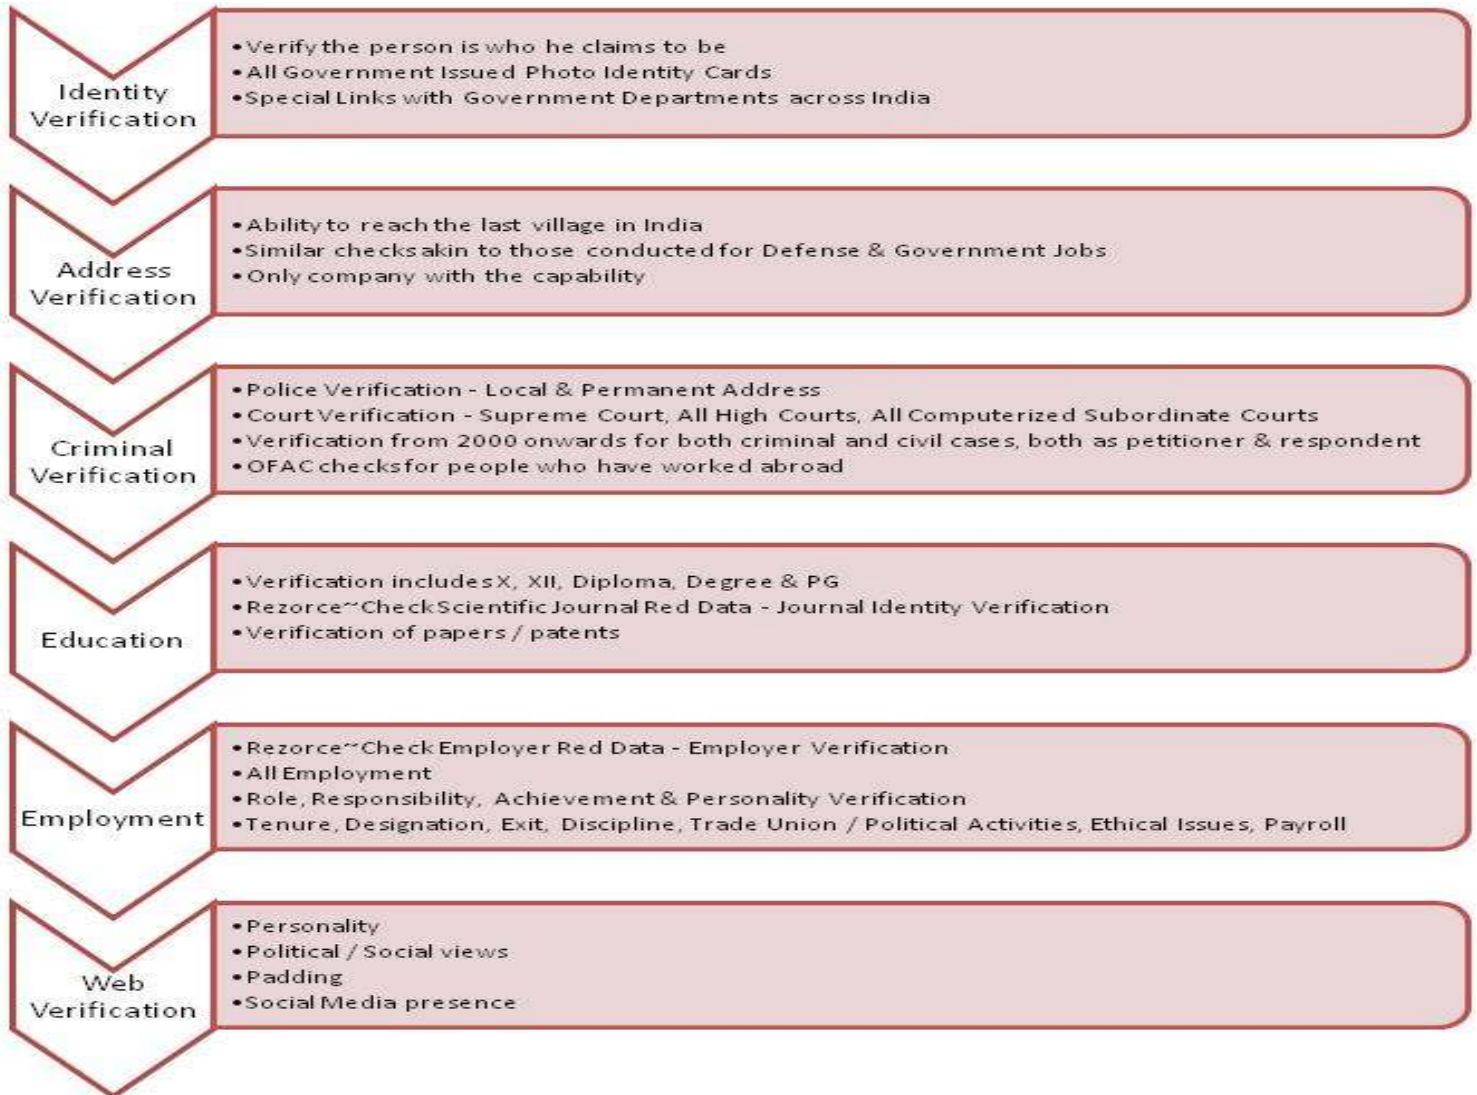 Identity
Verification
•Verify the person is who he claims to be
•All Government Issued Photo Identity Cards
•Special Links with Government Departments across India
Address
Verification
•Ability to reach the last village in India
•Similar checks akin to those conducted for Defense & Government Jobs
•Only company with the capability
Criminal
Verification
•Police Verification - Local & Permanent Address
•Court Verification - Supreme Court, All High Courts, All Computerized Subordinate Courts
•Verification from 2000 onwards for both criminal and civil cases, both as petitioner & respondent
•OFAC checks for people who have worked abroad
Education
•Verification includes X, XII, Diploma, Degree & PG
•Rezorce~Check Scientific Journal Red Data - Journal Identity Verification
•Verification of papers / patents
Employment
•Rezorce~Check Employer Red Data - Employer Verification
•All Employment
•Role, Responsibility, Achievement & Personality Verification
•Tenure, Designation, Exit, Discipline, Trade Union / Political Activities, Ethical Issues, Payroll
Web
Verification
•Personality
•Political / Social views
•Padding
•Social Media presence